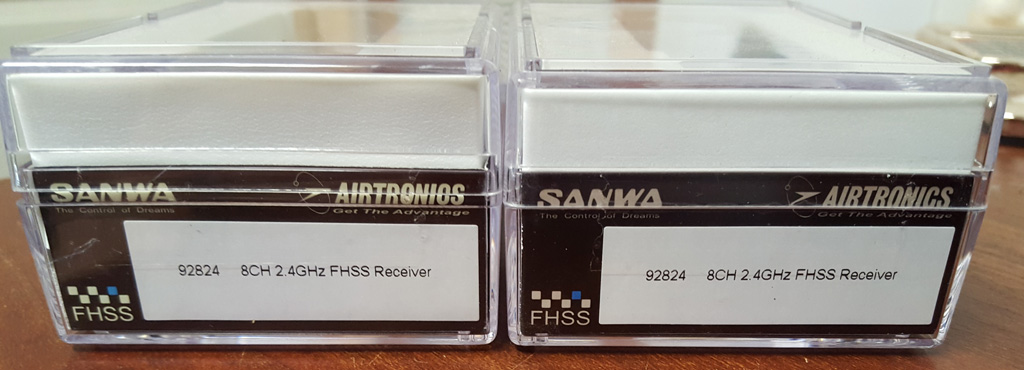 SANWA
The Control of Dreams
AIRTRONICS
Get The Advantage
92824 8CH 2.4GHz FHSS Receiver
FHSS
SANWA
The Control of Dreams
AIRTRONICS
Get The Advantage
92824 8CH 2.4GHz FHSS Receiver
FHSS